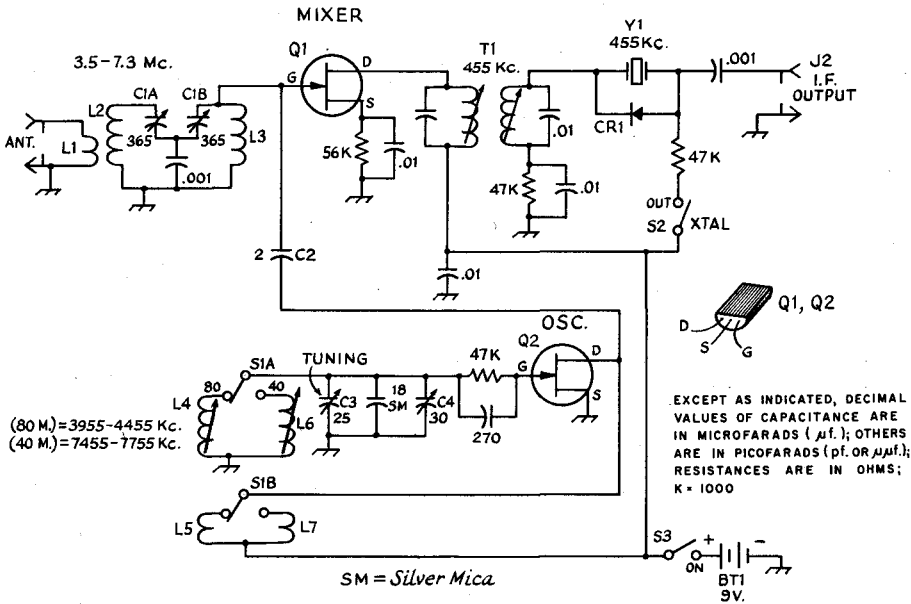 MIXER
Q1
D
G
S
3.5-7.3 Mc.
C1A
C1B
L2
L3
365
365
.001
ANT.
L1
56K
.01
T1
455 Kc.
.01
47K
.01
Y1
455Kc.
CR1
.001
J2
I.F.
OUTPUT
47K
OUT
S2
XTAL
2
C2
.01
OSC.
Q2
D
G
S
Q1, Q2
D
S
G
TUNING
S1A
80
40
L4
L6
C3
25
18
SM
C4
30
47K
270
(80 M.)=3955-4455 Kc.
(40 M.)=7455-7755 Kc.
EXCEPT AS INDICATED, DECIMAL
VALUES OF CAPACITANCE ARE
IN MICROFARADS ( μf.); OTHERS
ARE IN PICOFARADS (pf. OR μμf.);
RESISTANCES ARE IN OHMS;
K = 1000
S1B
L5
L7
S3
ON
+
-
BT1
9V.
SM = Silver Mica